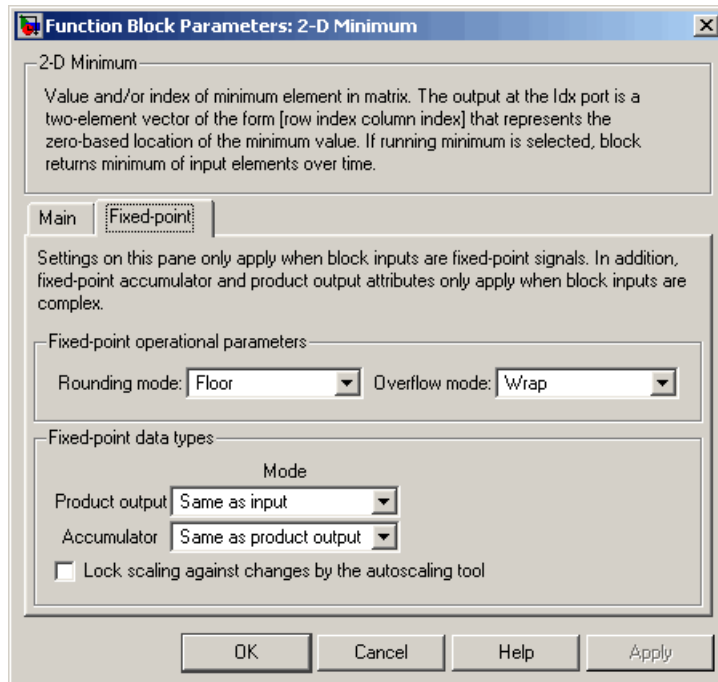 Function Block Parameters: 2-D Minimum
2-D Minimum
Value and/or index of minimum element in matrix. The output at the Idx port is a
two-element vector of the form [row index column index] that represents the
zero-based location of the minimum value. If running minimum is selected, block
returns minimum of input elements over time.
Main Fixed-point
Settings on this pane only apply when block inputs are fixed-point signals. In addition,
fixed-point accumulator and product output attributes only apply when block inputs are
complex.
Fixed-point operational parameters
Rounding mode: Floor Overflow mode: Wrap
Fixed-point data types
Mode
Product output Same as input
Accumulator Same as product output
Lock scaling against changes by the autoscaling tool
OK Cancel Help Apply